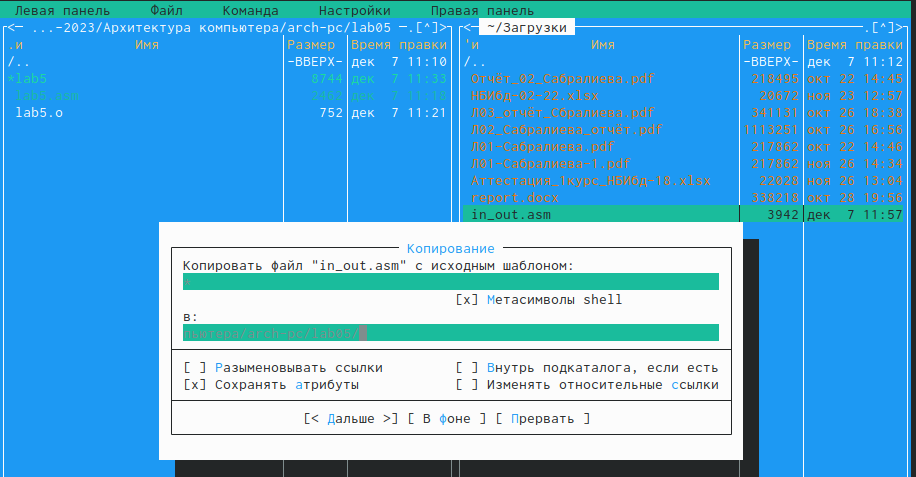 Левая панель Файл Команда Настройки Правая панель
<─ ...-2023/Архитектура компьютера/arch-pc/lab05 ─.[^]>
.и Имя Размер Время правки
/.. -ВВЕРХ- дек 7 11:10
*lab5 8744 дек 7 11:33
lab5.asm 2462 дек 7 11:18
lab5.o 752 дек 7 11:21
<─ ~/Загрузки ─.[^]>
'и Имя Размер Время правки
/.. -ВВЕРХ- дек 7 11:12
Отчёт_02_Сабралиева.pdf 218495 окт 22 14:45
НБИбд-02-22.xlsx 20672 ноя 23 12:57
Л03_отчёт_Сбралиева.pdf 341131 окт 26 18:38
Л02_Сабралиева_отчёт.pdf 1113251 окт 26 16:56
Л01-Сабралиева.pdf 217862 окт 22 14:46
Л01-Сабралиева-1.pdf 217862 ноя 26 14:34
Аттестация_1курс_НБИбд-18.xlsx 22028 ноя 26 13:04
report.docx 338218 окт 28 19:56
in_out.asm 3942 дек 7 11:57
Копирование
Копировать файл "in_out.asm" с исходным шаблоном:
[x] Метасимволы shell
в:
пьютера/arch-pc/lab05/
[ ] Разыменовывать ссылки [ ] Внутрь подкаталога, если есть
[x] Сохранять атрибуты [ ] Изменять относительные ссылки
[< Дальше >] [ В фоне ] [ Прервать ]